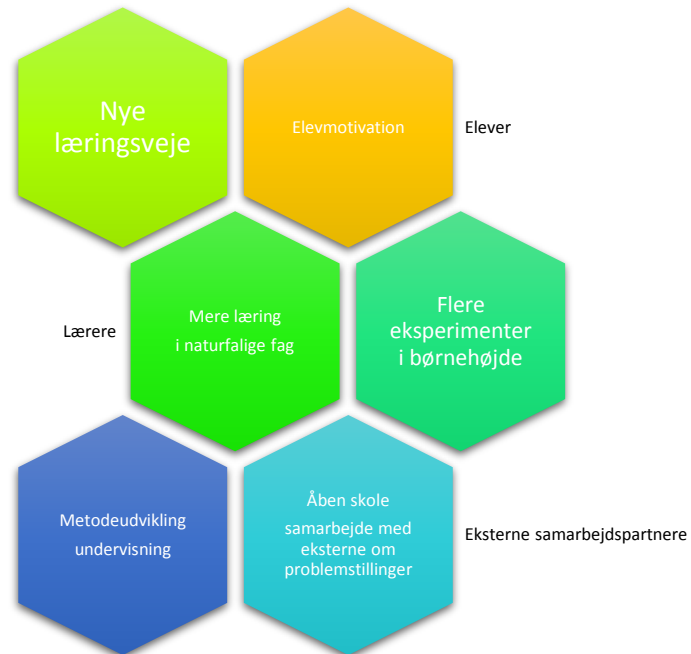 Nye
læringsveje
Elevmotivation
Elever
Lærere
Mere læring
i naturfalige fag
Flere
eksperimenter
i børnehøjde
Metodeudvikling
undervisning
Åben skole
samarbejde med
eksterne om
problemstillinger
Eksterne samarbejdspartnere